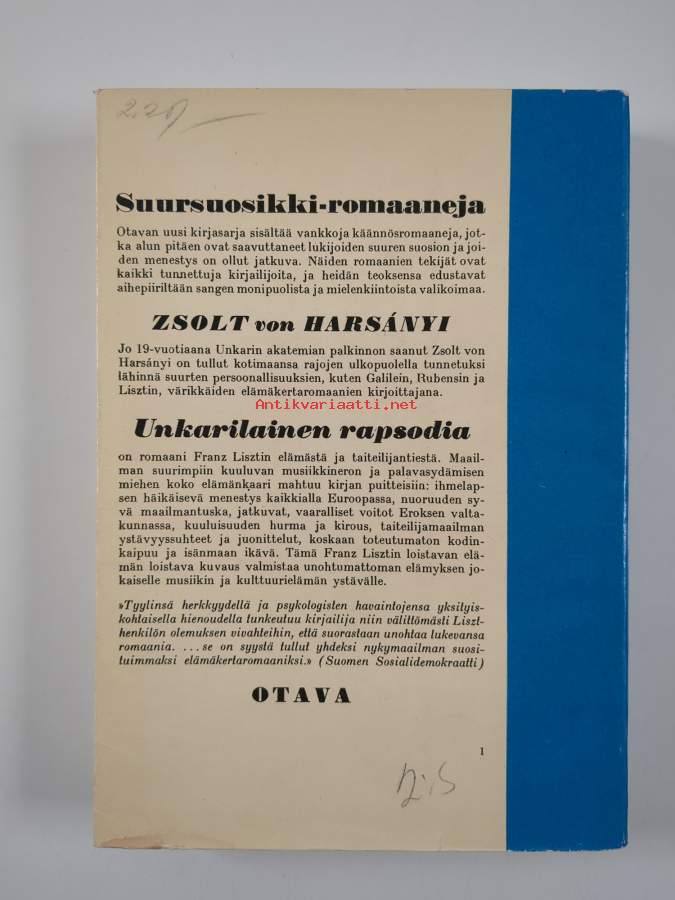 2.20
Suursuosikki-romaaneja
Otavan uusi kirjasarja sisältää vankkoja käännösromaaneja, jot-
ka alun pitäen ovat saavuttaneet lukijoiden suuren suosion ja joi-
den menestys on ollut jatkuva. Näiden romaanien tekijät ovat
kaikki tunnettuja kirjailijoita, ja heidän teoksensa edustavat
aihepiiriltään sangen monipuolista ja mielenkiintoista valikoimaa.
ZSOLT von HARSÁNYI
Jo 19-vuotiaana Unkarin akatemian palkinnon saanut Zsolt von
Harsányi on tullut kotimaansa rajojen ulkopuolella tunnetuksi
lähinnä suurten persoonallisuuksien, kuten Galilein, Rubensin ja
Lisztin, värikkäiden elämäkertaromaanien kirjoittajana.
Antikvariaatti.net
Unkarilainen rapsodia
on romaani Franz Lisztin elämästä ja taiteilijantiestä. Maail-
man suurimpiin kuuluvan musiikkineron ja palavasydämisen
miehen koko elämänkaari mahtuu kirjan puitteisiin: ihmelap-
sen häikäisevä menestys kaikkialla Euroopassa, nuoruuden sy-
vä maailmantuska, jatkuvat, vaaralliset voitot Eroksen valta-
kunnassa, kuuluisuuden hurma ja kirous, taiteilijamaailman
ystävyyssuhteet ja juonittelut, koskaan toteutumaton kodin-
kaipuu ja isänmaan ikävä. Tämä Franz Lisztin loistavan elä-
män loistava kuvaus valmistaa unohtumattoman elämyksen jo-
kaiselle musiikin ja kulttuurielämän ystävälle.
»Tyylinsä herkkyydellä ja psykologisten havaintojensa yksityis-
kohtaisella hienoudella tunkeutuu kirjailija niin välittömästi Liszt-
henkilön olemuksen vivahteihin, että suorastaan unohtaa lukevansa
romaania. ... se on syystä tullut yhdeksi nykymaailman suosi-
tuimmaksi elämäkertaromaaniksi.» (Suomen Sosialidemokraatti)
OTAVA
1